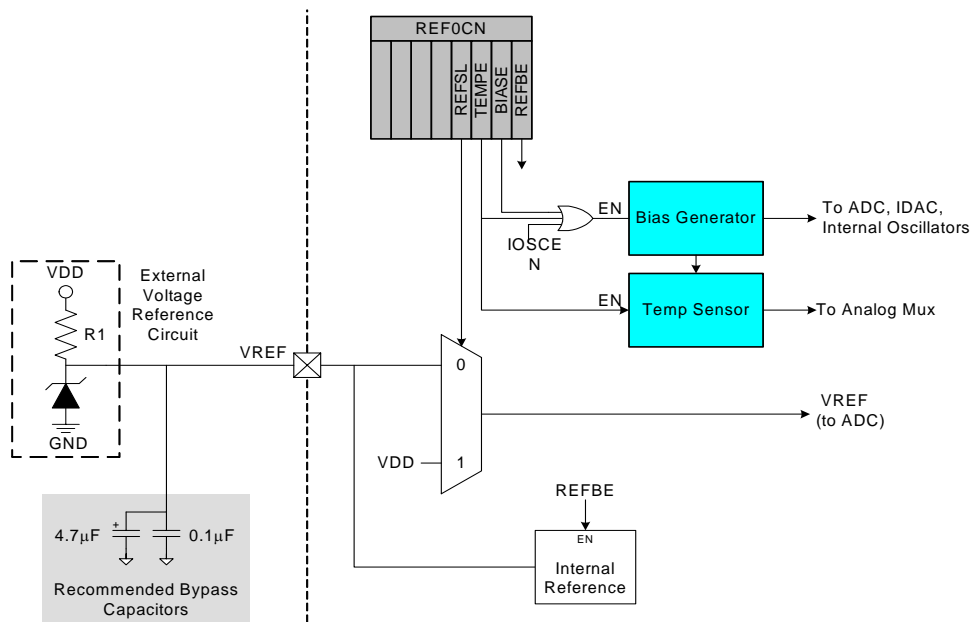 REF0CN
REFSL
TEMPE
BIASE
REFBE
EN
Bias Generator
To ADC, IDAC,
Internal Oscillators
IOSCE
N
EN
Temp Sensor
To Analog Mux
VDD
R1
GND
External
Voltage
Reference
Circuit
VREF
0
1
VDD
VREF
(to ADC)
REFBE
EN
Internal
Reference
4.7μF
+
0.1μF
Recommended Bypass
Capacitors